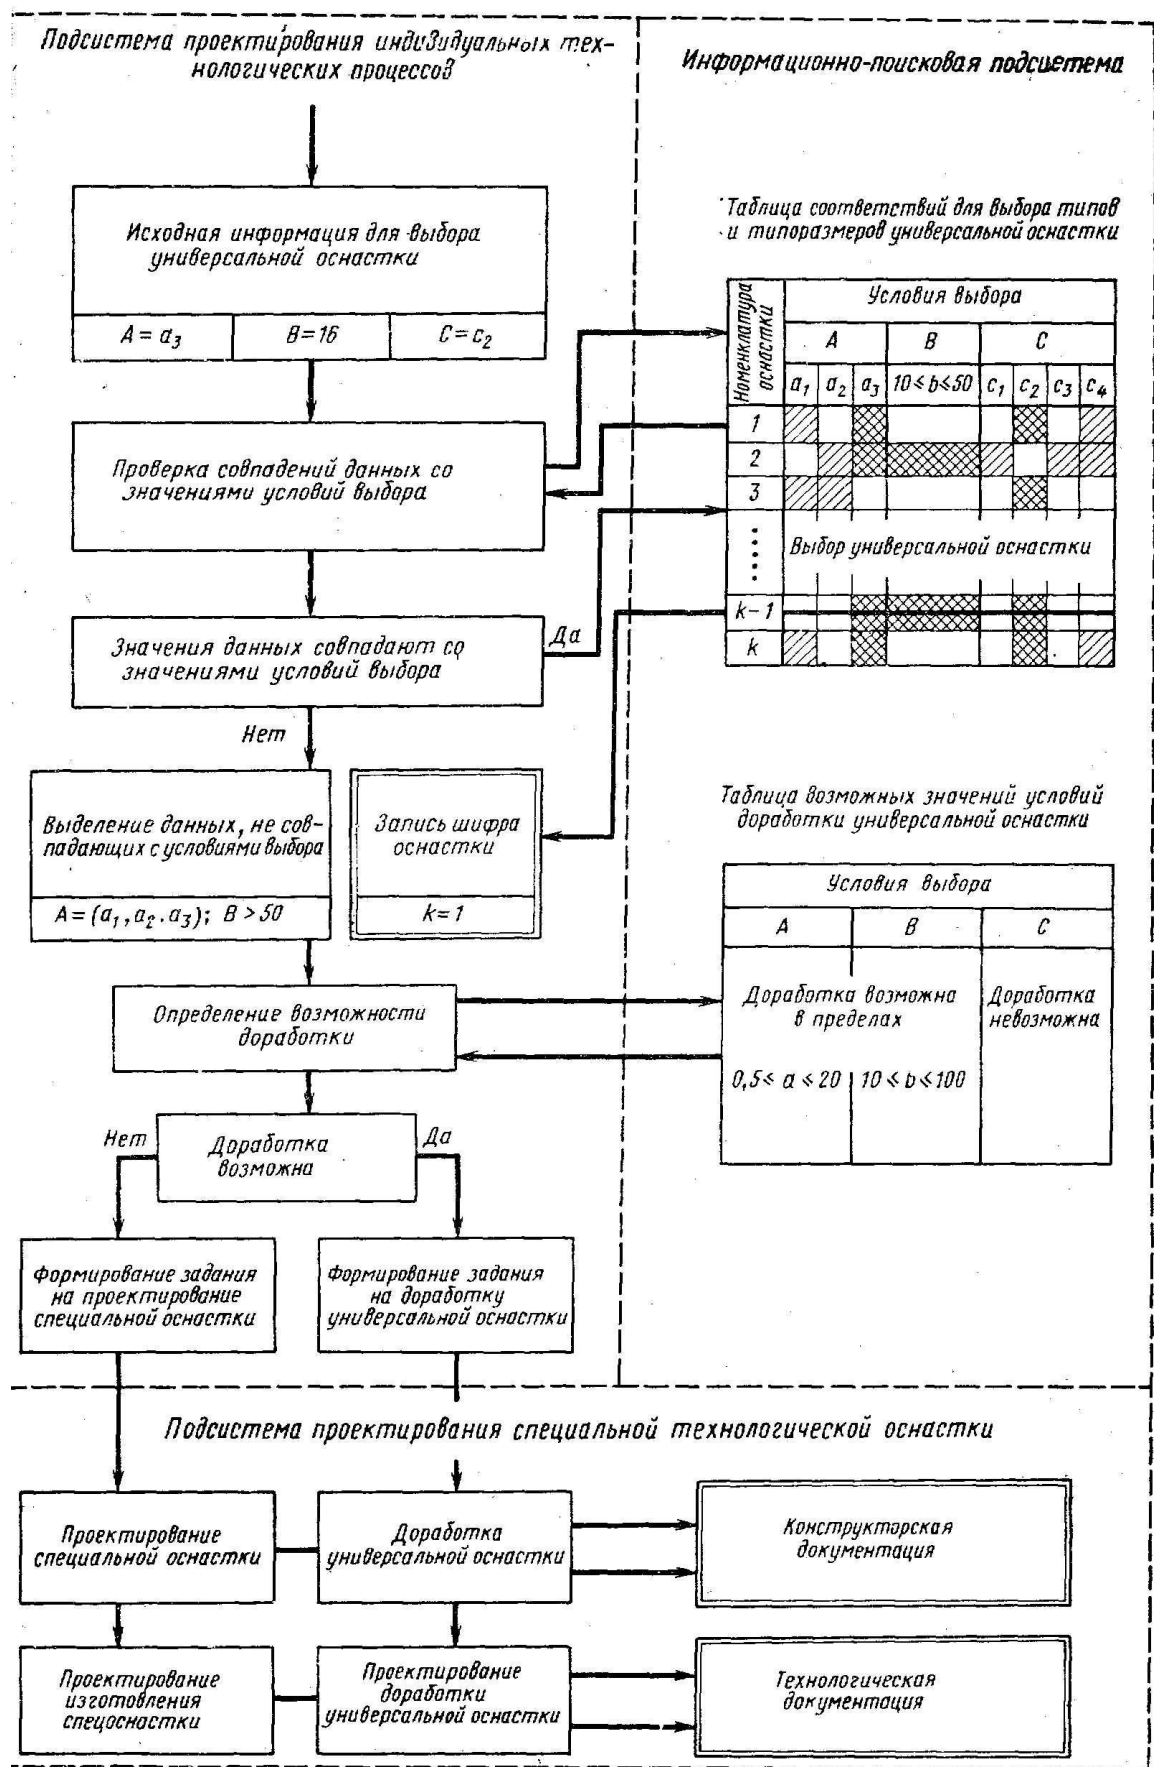 Подсистема проектирования индивидуальных тех-
нологических процессов
Информационно-поисковая подсистема
Исходная информация для выбора
универсальной оснастки
A = a₃
B = 16
C = c₂
Таблица соответствий для выбора типов
и типоразмеров универсальной оснастки
Номенклатура
оснастки
Условия выбора
A
B
C
a₁
a₂
a₃
10 ≤ b ≤ 50
c₁
c₂
c₃
c₄
1
2
3
Выбор универсальной оснастки
k−1
k
Проверка совпадений данных со
значениями условий выбора
Значения данных совпадают со
значениями условий выбора
Да
Нет
Выделение данных, не сов-
падающих с условиями выбора
A = (a₁, a₂. a₃); B > 50
Запись шифра
оснастки
k = 1
Таблица возможных значений условий
доработки универсальной оснастки
Условия выбора
A
B
C
Доработка возможна
в пределах
Доработка
невозможна
0,5 ≤ a ≤ 20
10 ≤ b ≤ 100
Определение возможности
доработки
Нет
Доработка
возможна
Да
Формирование задания
на проектирование
специальной оснастки
Формирование задания
на доработку
универсальной оснастки
Подсистема проектирования специальной технологической оснастки
Проектирование
специальной оснастки
Доработка
универсальной оснастки
Конструкторская
документация
Проектирование
изготовления
спецоснастки
Проектирование
доработки
универсальной оснастки
Технологическая
документация